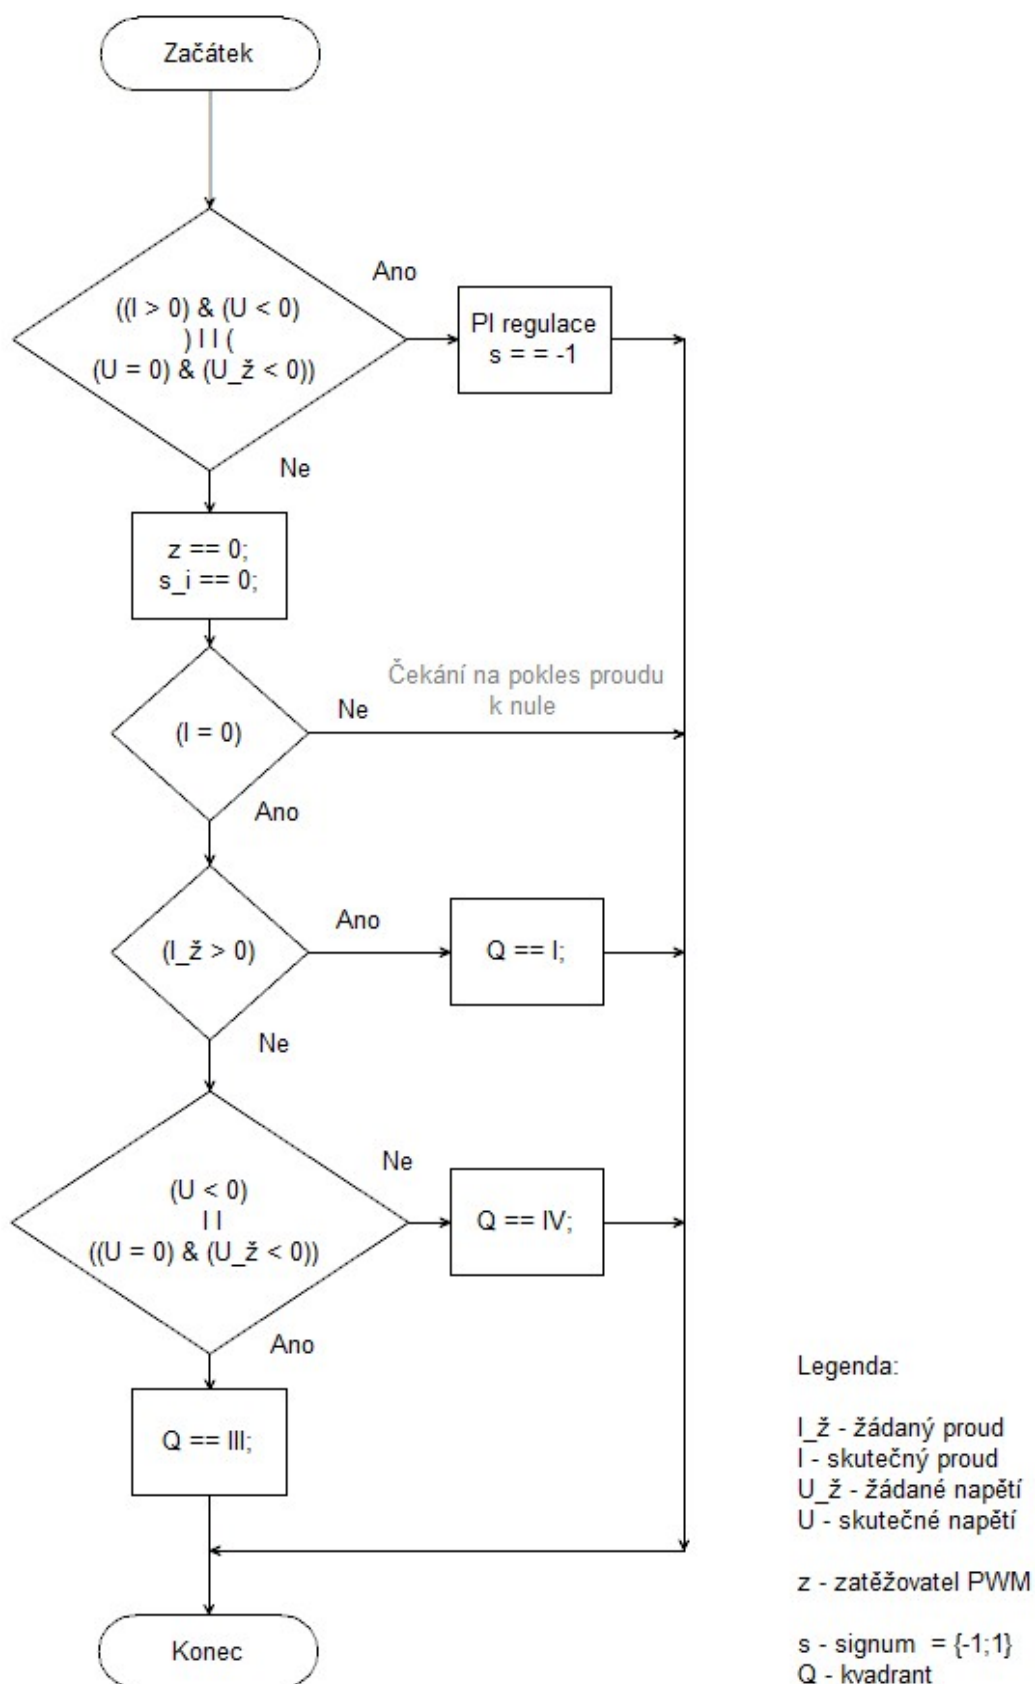 Začátek
Ano
((I > 0) & (U < 0)
) I I (
(U = 0) & (U_ž < 0))
PI regulace
s = = -1
Ne
z == 0;
s_i == 0;
Čekání na pokles proudu
k nule
Ne
(I = 0)
Ano
(I_ž > 0)
Ano
Q == I;
Ne
(U < 0)
I I
((U = 0) & (U_ž < 0))
Ne
Q == IV;
Ano
Q == III;
Konec
Legenda:
I_ž - žádaný proud
I - skutečný proud
U_ž - žádané napětí
U - skutečné napětí
z - zatěžovatel PWM
s - signum = {-1;1}
Q - kvadrant